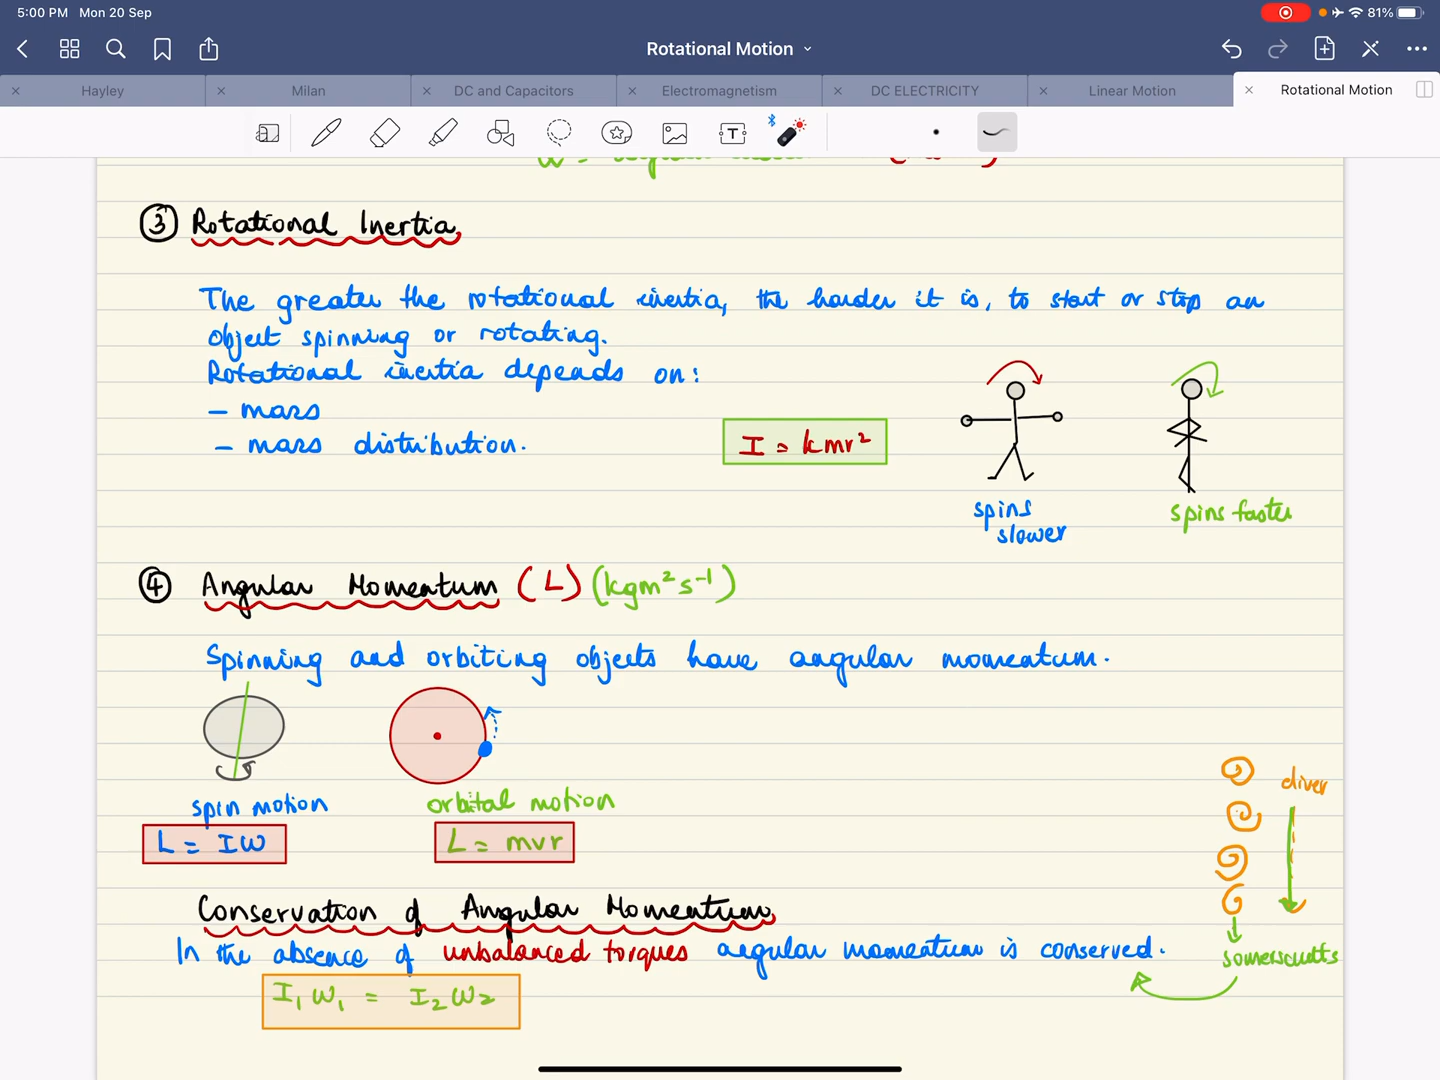 5:00 PM Mon 20 Sep
81%
Rotational Motion
Hayley
Milan
DC and Capacitors
Electromagnetism
DC ELECTRICITY
Linear Motion
Rotational Motion
T
③ Rotational Inertia
The greater the rotational inertia, the harder it is, to start or stop an
object spinning or rotating.
Rotational inertia depends on:
- mass
- mass distribution.
I = kmr²
spins
slower
spins faster
④ Angular Momentum (L) (kgm²s⁻¹)
Spinning and orbiting objects have angular momentum.
spin motion
L = Iω
orbital motion
L = mvr
diver
somersaults
Conservation of Angular Momentum
In the absence of unbalanced torques angular momentum is conserved.
I₁ω₁ = I₂ω₂